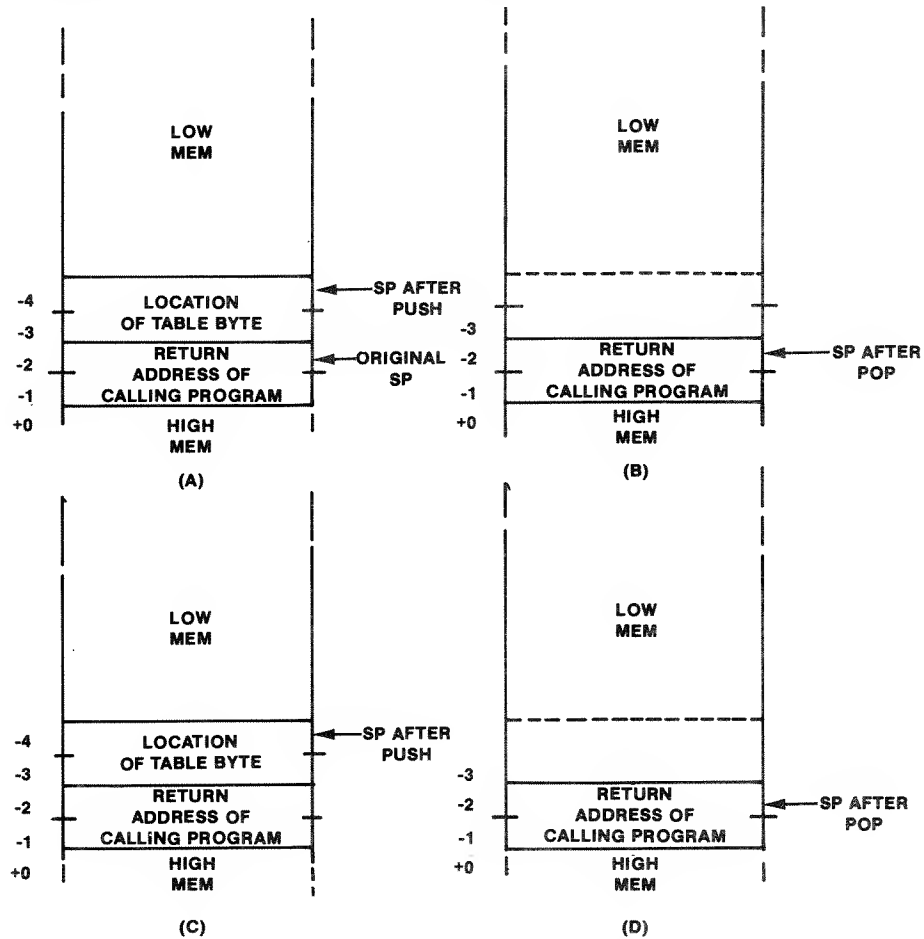 LOW
MEM
-4
LOCATION
OF TABLE BYTE
SP AFTER
PUSH
-3
RETURN
ADDRESS OF
CALLING PROGRAM
-2
ORIGINAL
SP
-1
+0
HIGH
MEM
(A)
LOW
MEM
-3
-2
RETURN
ADDRESS OF
CALLING PROGRAM
SP AFTER
POP
-1
+0
HIGH
MEM
(B)
LOW
MEM
-4
LOCATION
OF TABLE BYTE
SP AFTER
PUSH
-3
RETURN
ADDRESS OF
CALLING PROGRAM
-2
-1
+0
HIGH
MEM
(C)
LOW
MEM
-3
-2
RETURN
ADDRESS OF
CALLING PROGRAM
SP AFTER
POP
-1
+0
HIGH
MEM
(D)